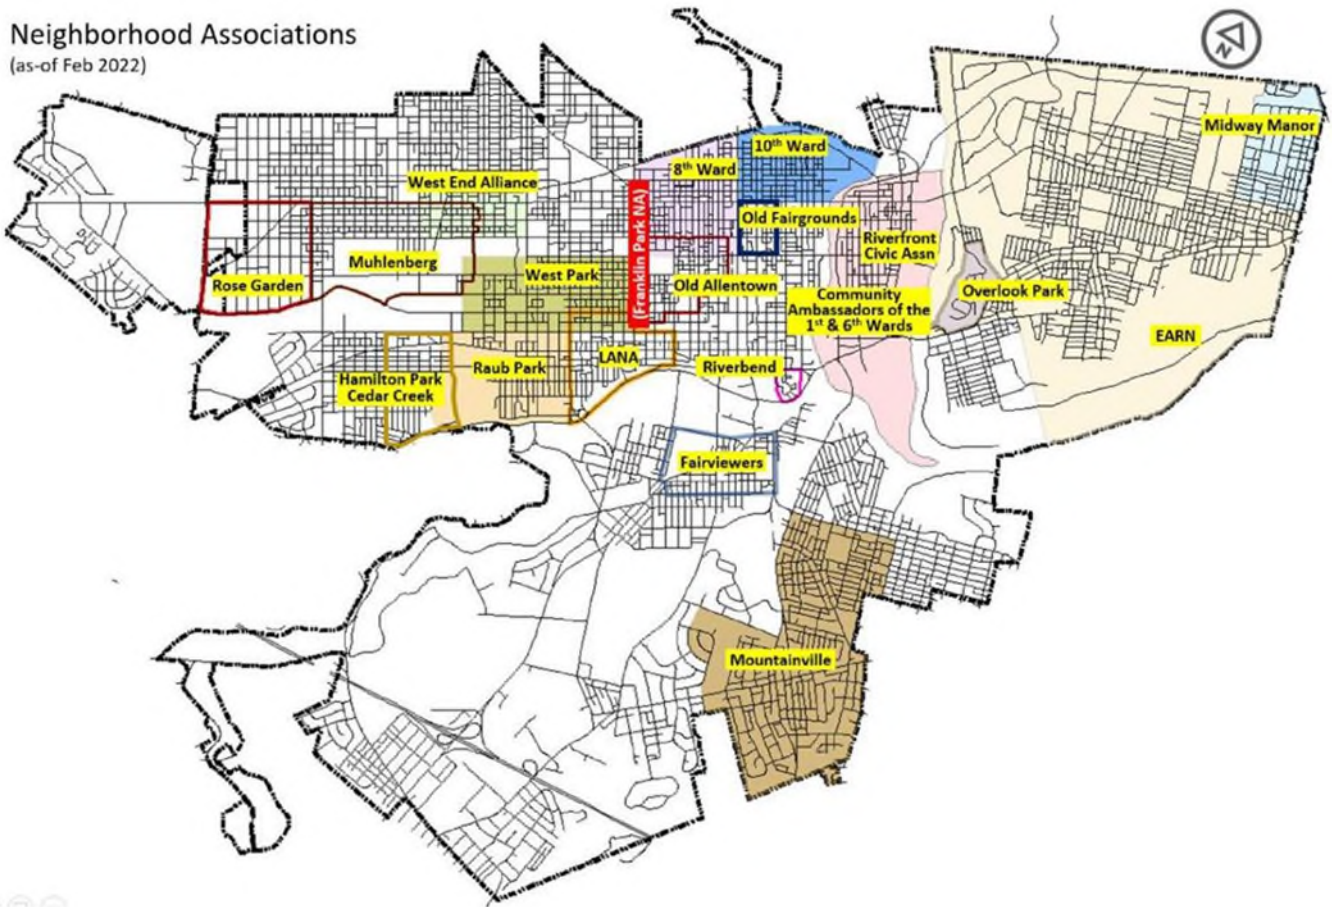 Neighborhood Associations
(as-of Feb 2022)
N
Midway Manor
10th Ward
8th Ward
West End Alliance
(Franklin Park NA)
Old Fairgrounds
Riverfront
Civic Assn
Muhlenberg
West Park
Rose Garden
Old Allentown
Overlook Park
Community
Ambassadors of the
1st & 6th Wards
EARN
LANA
Raub Park
Riverbend
Hamilton Park
Cedar Creek
Fairviewers
Mountainville